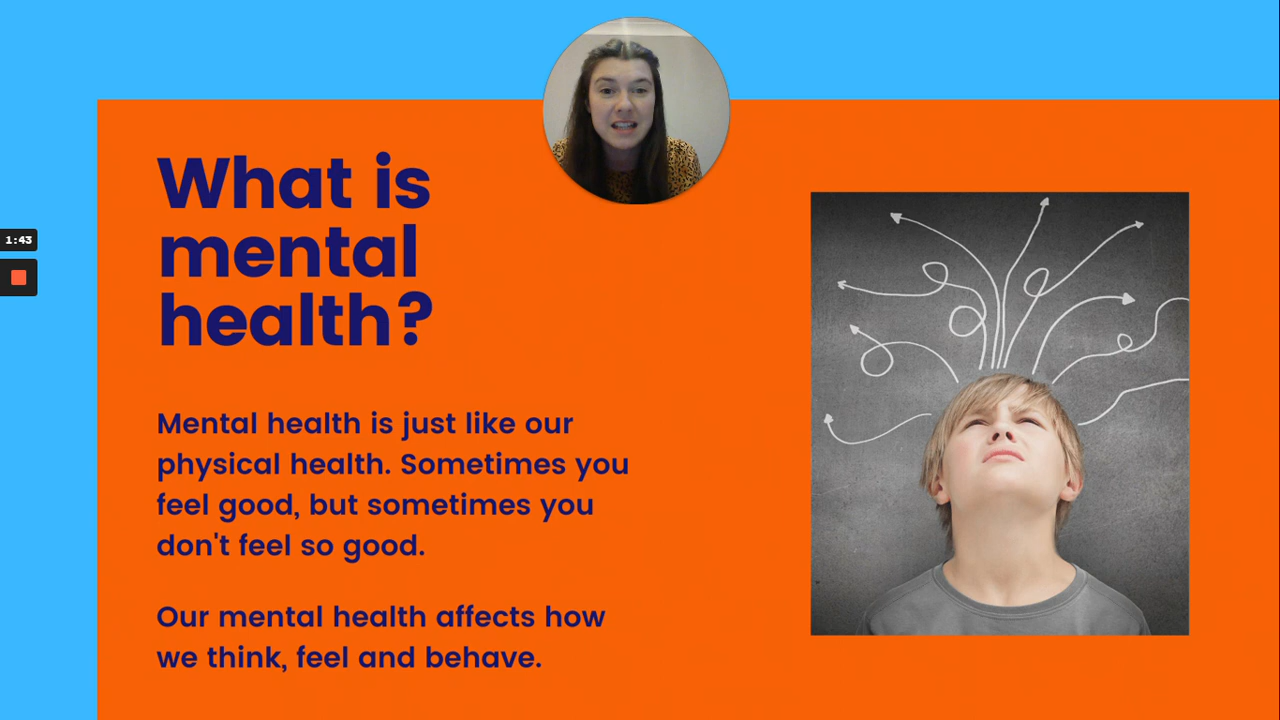 What is
mental
health?
1:43
Mental health is just like our
physical health. Sometimes you
feel good, but sometimes you
don't feel so good.
Our mental health affects how
we think, feel and behave.